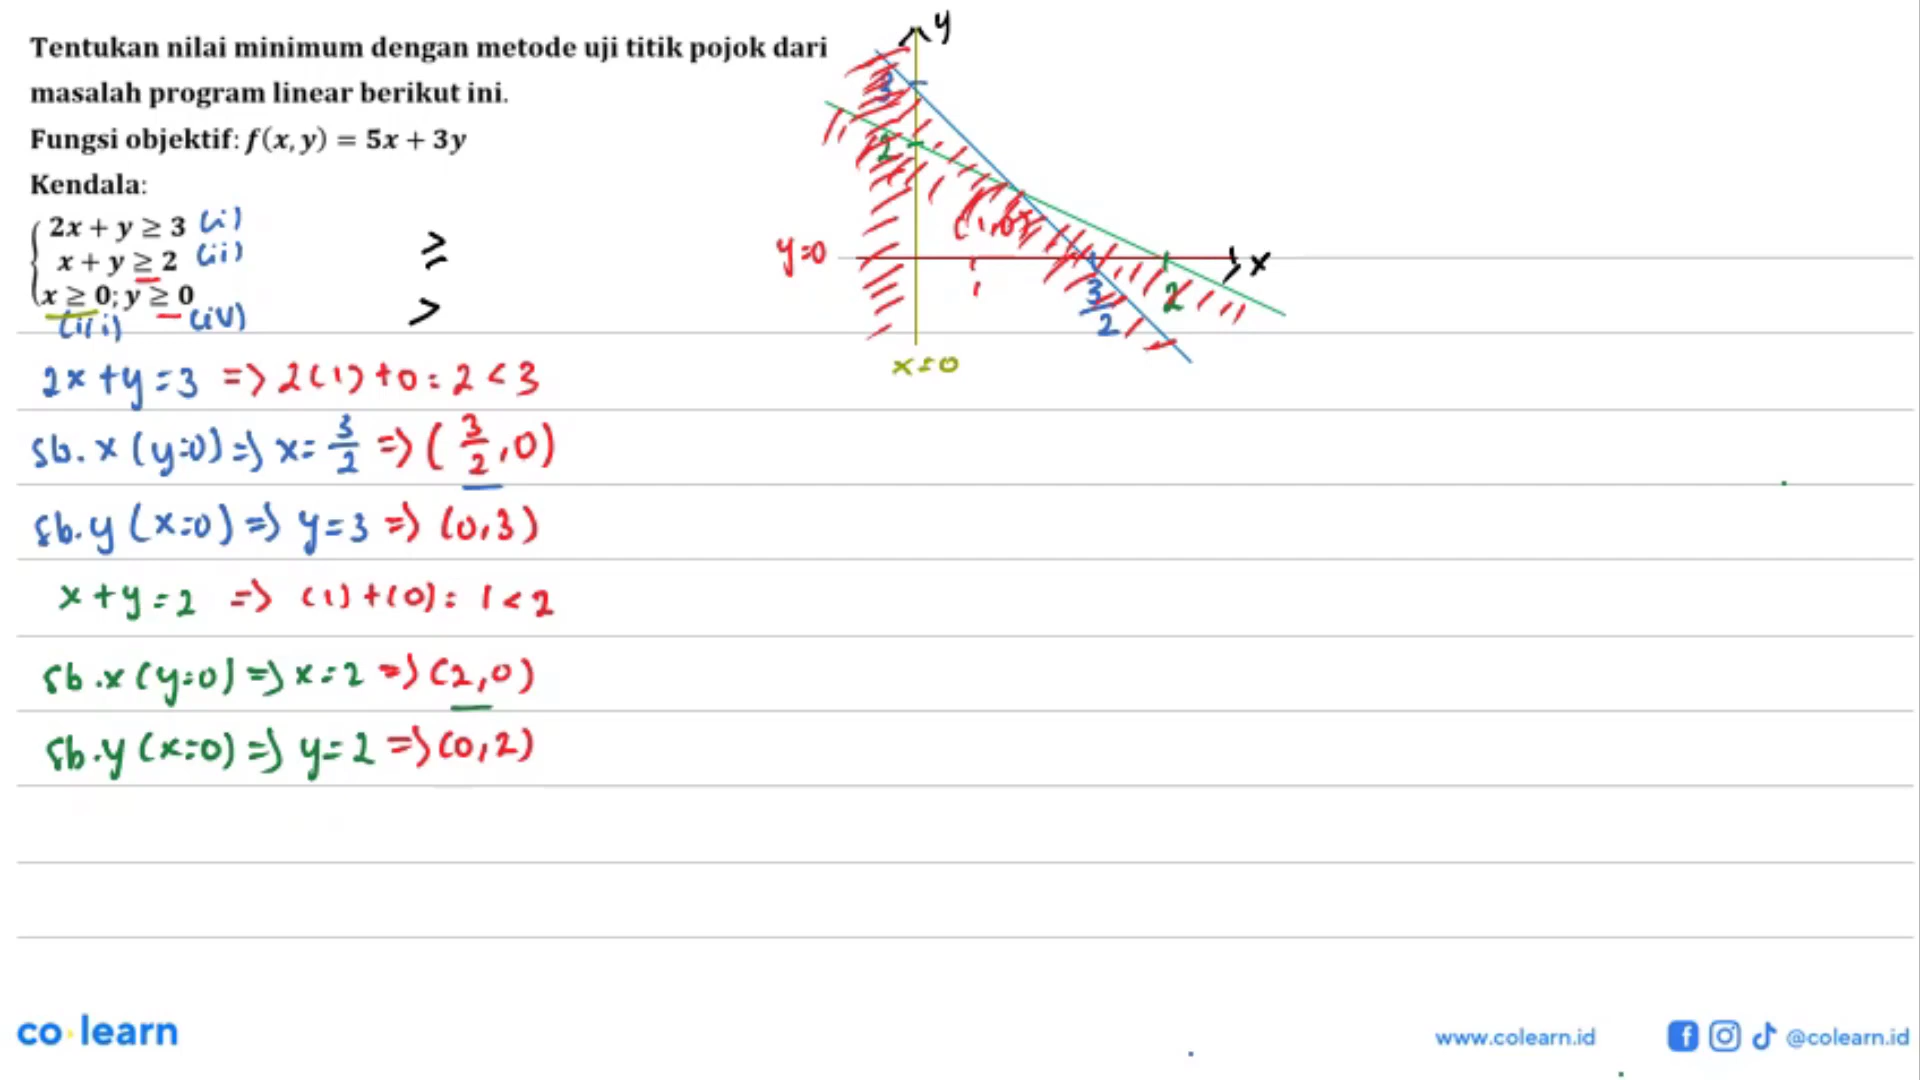 Tentukan nilai minimum dengan metode uji titik pojok dari
masalah program linear berikut ini.
Fungsi objektif: f(x, y) = 5x + 3y
Kendala:
2x + y ≥ 3 (i)
x + y ≥ 2 (ii)
x ≥ 0; y ≥ 0
(iii) (iv)
≥
>
2x + y = 3 => 2(1) + 0 = 2 < 3
sb. x (y=0) => x = 3/2 => (3/2, 0)
sb. y (x=0) => y = 3 => (0,3)
x + y = 2 => (1) + (0) = 1 < 2
sb. x (y=0) => x = 2 => (2,0)
sb. y (x=0) => y = 2 => (0,2)
y
3
2
(1,0)
y=0
x
1
3/2
2
x=0
co·learn
www.colearn.id
@colearn.id